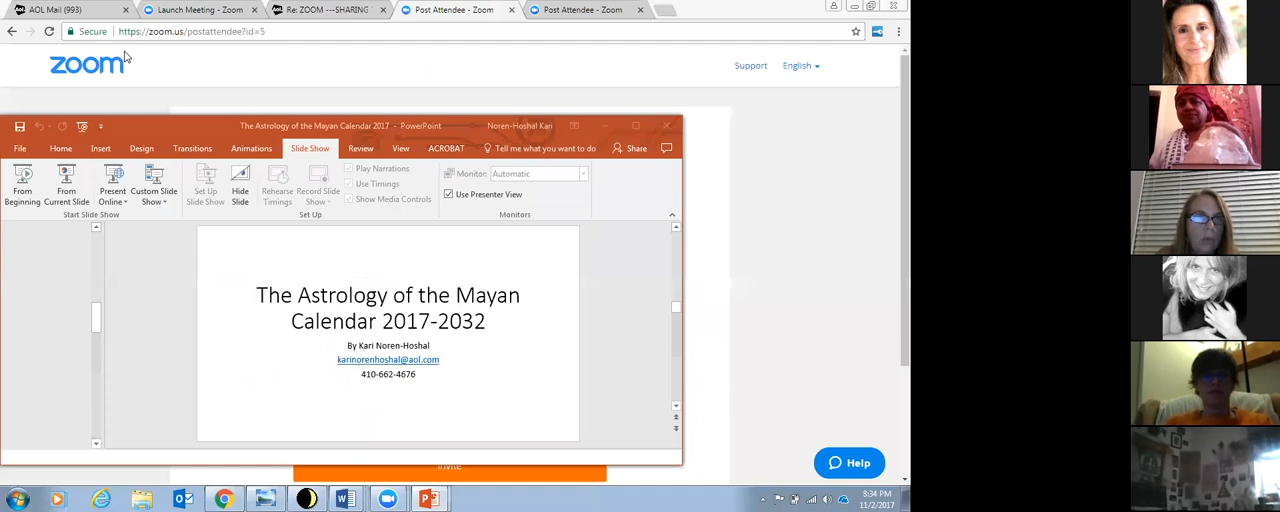 AOL Mail (993)
Launch Meeting - Zoom
Re: ZOOM ---SHARING
Post Attendee - Zoom
Post Attendee - Zoom
Secure
https://zoom.us/postattendee?id=5
zoom
Support
English
The Astrology of the Mayan Calendar 2017 - PowerPoint
Noren-Hoshal Kari
File
Home
Insert
Design
Transitions
Animations
Slide Show
Review
View
ACROBAT
Tell me what you want to do
Share
From
Beginning
From
Current Slide
Present
Online
Custom Slide
Show
Set Up
Slide Show
Hide
Slide
Rehearse
Timings
Record Slide
Show
Play Narrations
Use Timings
Show Media Controls
Monitor:
Automatic
Use Presenter View
Start Slide Show
Set Up
Monitors
The Astrology of the Mayan
Calendar 2017-2032
By Kari Noren-Hoshal
karinorenhoshal@aol.com
410-662-4676
Invite
Help
8:34 PM
11/2/2017